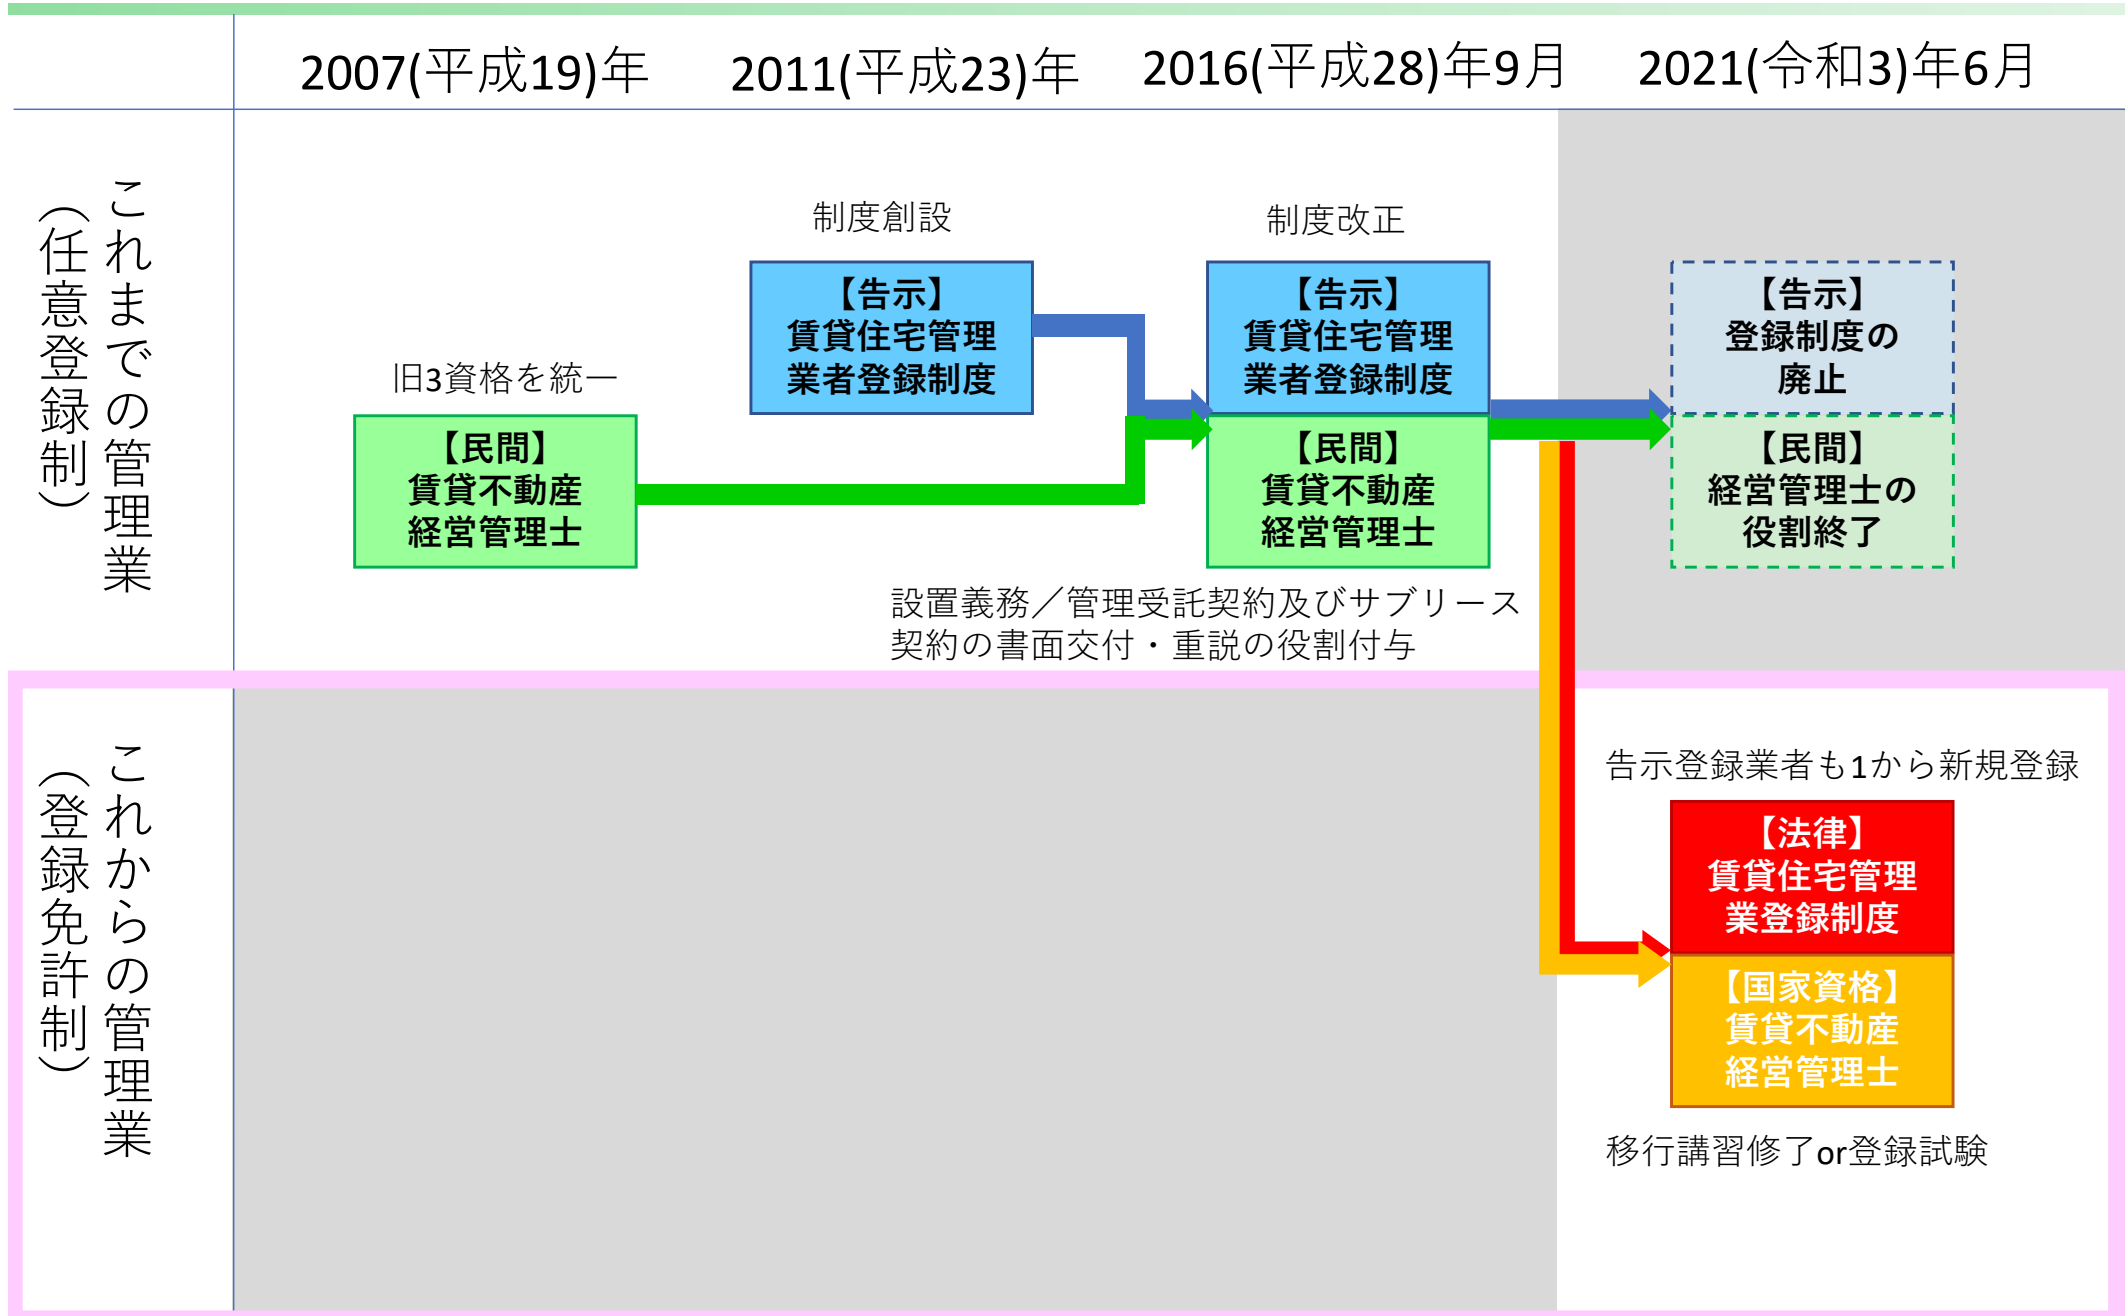 2007(平成19)年
2011(平成23)年
2016(平成28)年9月
2021(令和3)年6月
これまでの管理業
（任意登録制）
旧3資格を統一
【民間】
賃貸不動産
経営管理士
制度創設
【告示】
賃貸住宅管理
業者登録制度
制度改正
【告示】
賃貸住宅管理
業者登録制度
【民間】
賃貸不動産
経営管理士
設置義務／管理受託契約及びサブリース
契約の書面交付・重説の役割付与
【告示】
登録制度の
廃止
【民間】
経営管理士の
役割終了
これからの管理業
（登録免許制）
告示登録業者も1から新規登録
【法律】
賃貸住宅管理
業登録制度
【国家資格】
賃貸不動産
経営管理士
移行講習修了or登録試験